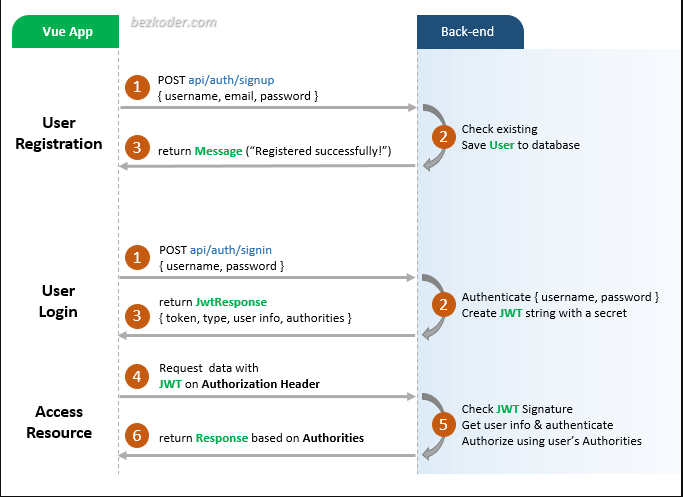 bezkoder.com
Vue App
Back-end
User
Registration
1
POST api/auth/signup
{ username, email, password }
2
Check existing
Save User to database
3
return Message (“Registered successfully!”)
User
Login
1
POST api/auth/signin
{ username, password }
2
Authenticate { username, password }
Create JWT string with a secret
3
return JwtResponse
{ token, type, user info, authorities }
Access
Resource
4
Request data with
JWT on Authorization Header
5
Check JWT Signature
Get user info & authenticate
Authorize using user’s Authorities
6
return Response based on Authorities